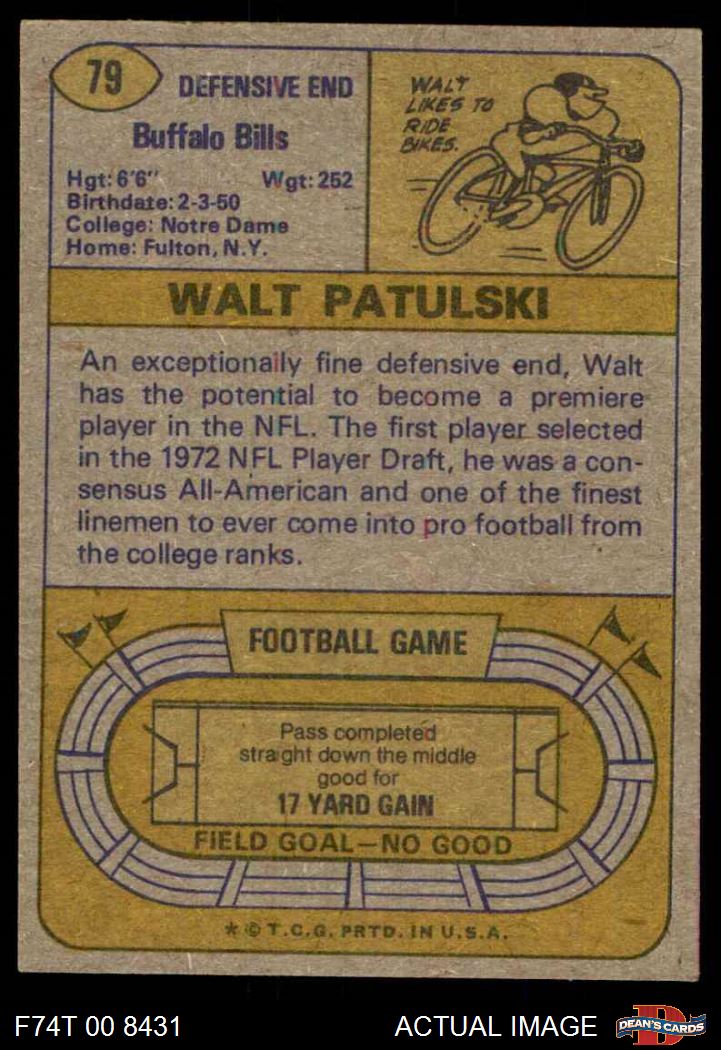 79
DEFENSIVE END
Buffalo Bills
Hgt: 6'6" Wgt: 252
Birthdate: 2-3-50
College: Notre Dame
Home: Fulton, N.Y.
WALT
LIKES TO
RIDE
BIKES.
WALT PATULSKI
An exceptionally fine defensive end, Walt
has the potential to become a premiere
player in the NFL. The first player selected
in the 1972 NFL Player Draft, he was a con-
sensus All-American and one of the finest
linemen to ever come into pro football from
the college ranks.
FOOTBALL GAME
Pass completed
straight down the middle
good for
17 YARD GAIN
FIELD GOAL—NO GOOD
* © T.C.G. PRTD. IN U.S.A.
F74T 00 8431
ACTUAL IMAGE
DEAN'S CARDS